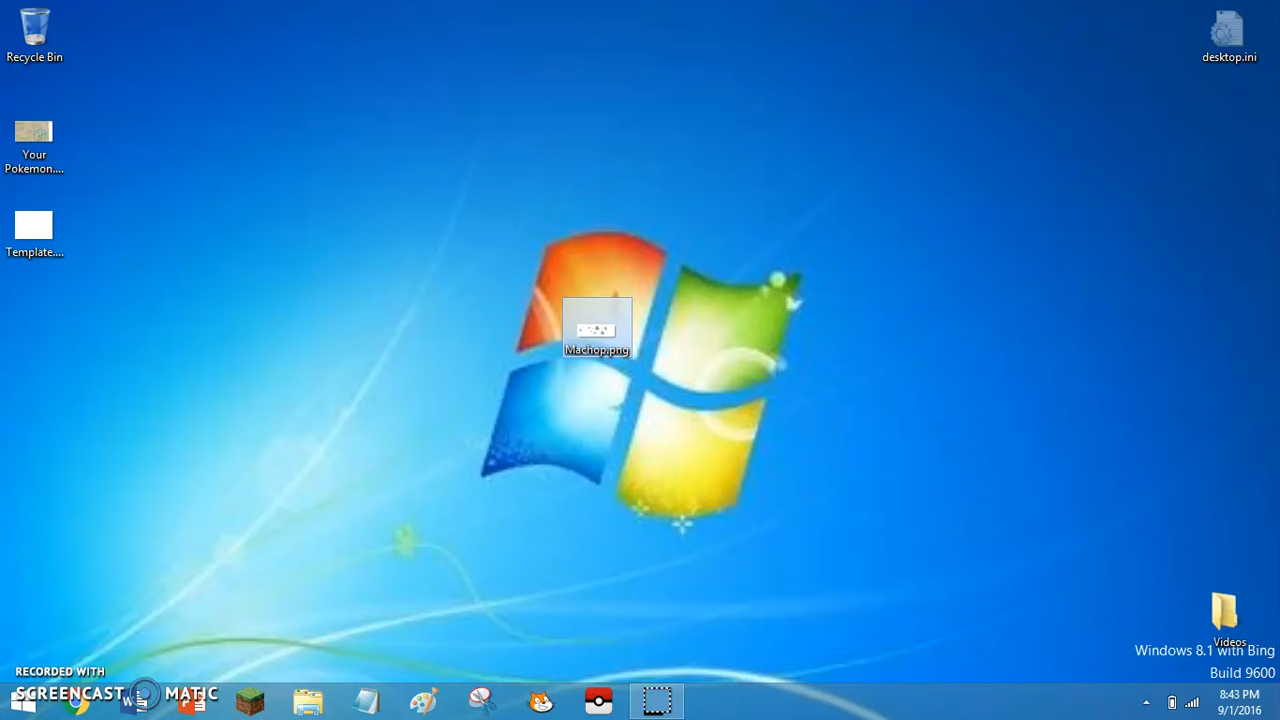 Recycle Bin
desktop.ini
Your
Pokemon....
Template....
Machop.png
Videos
Windows 8.1 with Bing
Build 9600
RECORDED WITH
SCREENCAST MATIC
8:43 PM
9/1/2016